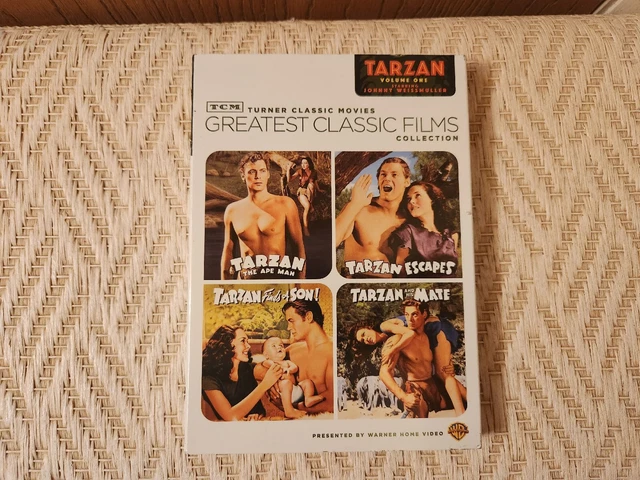 TARZAN
VOLUME ONE
STARRING
JOHNNY WEISSMULLER
TCM TURNER CLASSIC MOVIES
GREATEST CLASSIC FILMS
COLLECTION
TARZAN
THE APE MAN
TARZAN ESCAPES
TARZAN Finds A SON!
TARZAN AND HIS MATE
PRESENTED BY WARNER HOME VIDEO
WB